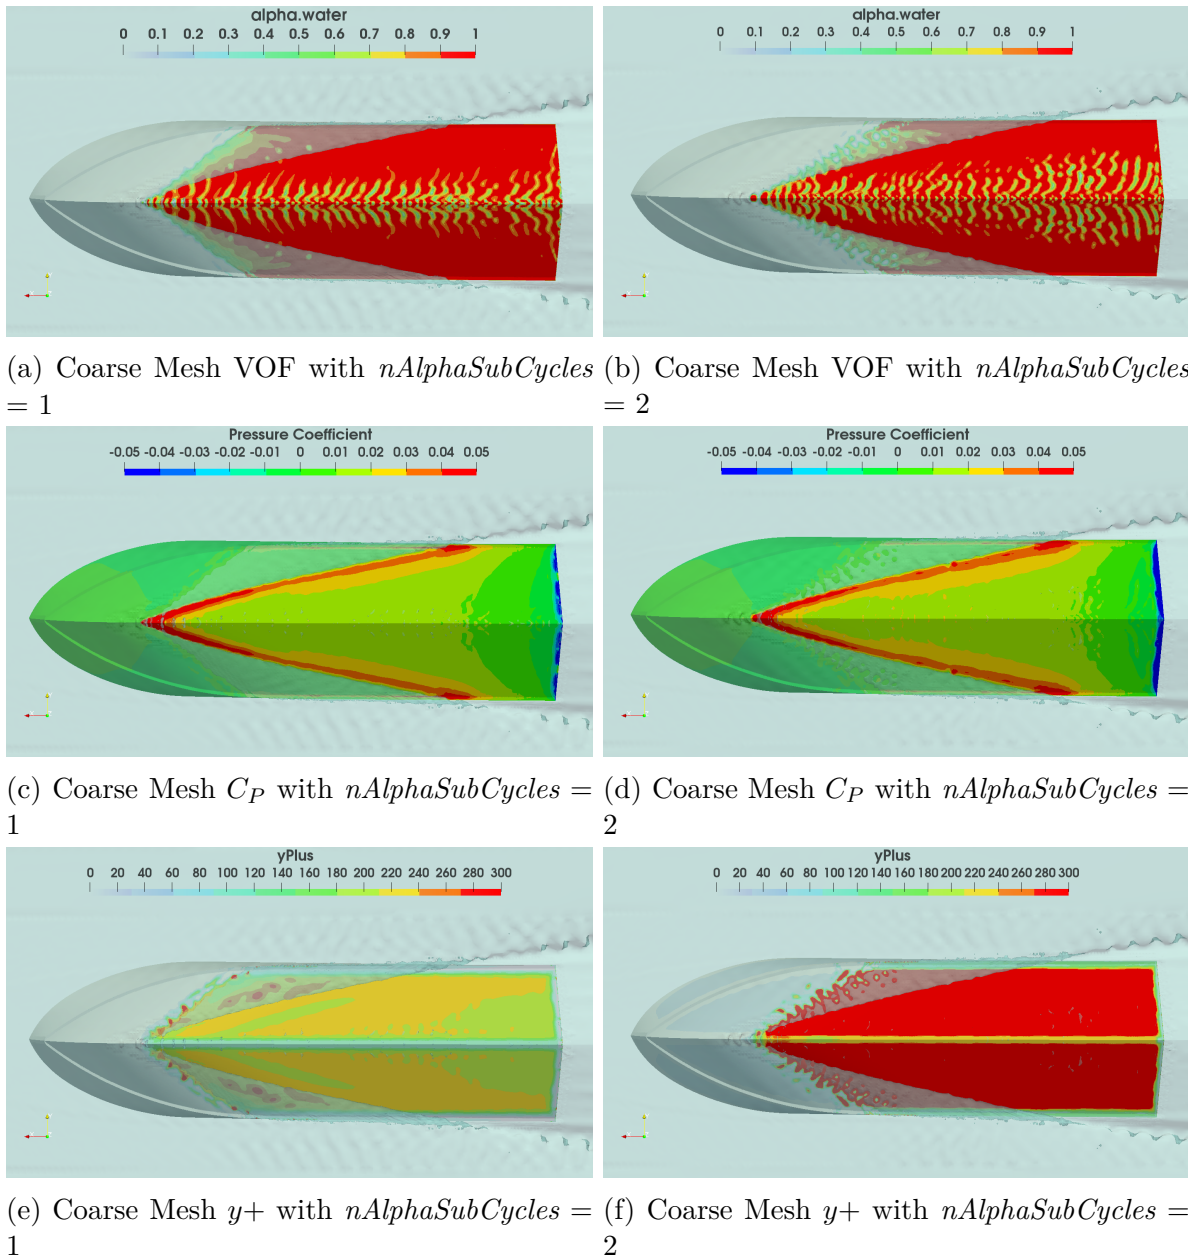 alpha.water
0 0.1 0.2 0.3 0.4 0.5 0.6 0.7 0.8 0.9 1
alpha.water
0 0.1 0.2 0.3 0.4 0.5 0.6 0.7 0.8 0.9 1
(a) Coarse Mesh VOF with nAlphaSubCycles
= 1
(b) Coarse Mesh VOF with nAlphaSubCycles
= 2
Pressure Coefficient
-0.05 -0.04 -0.03 -0.02 -0.01 0 0.01 0.02 0.03 0.04 0.05
Pressure Coefficient
-0.05 -0.04 -0.03 -0.02 -0.01 0 0.01 0.02 0.03 0.04 0.05
(c) Coarse Mesh C_P with nAlphaSubCycles =
1
(d) Coarse Mesh C_P with nAlphaSubCycles =
2
yPlus
0 20 40 60 80 100 120 140 160 180 200 220 240 260 280 300
yPlus
0 20 40 60 80 100 120 140 160 180 200 220 240 260 280 300
(e) Coarse Mesh y+ with nAlphaSubCycles =
1
(f) Coarse Mesh y+ with nAlphaSubCycles =
2